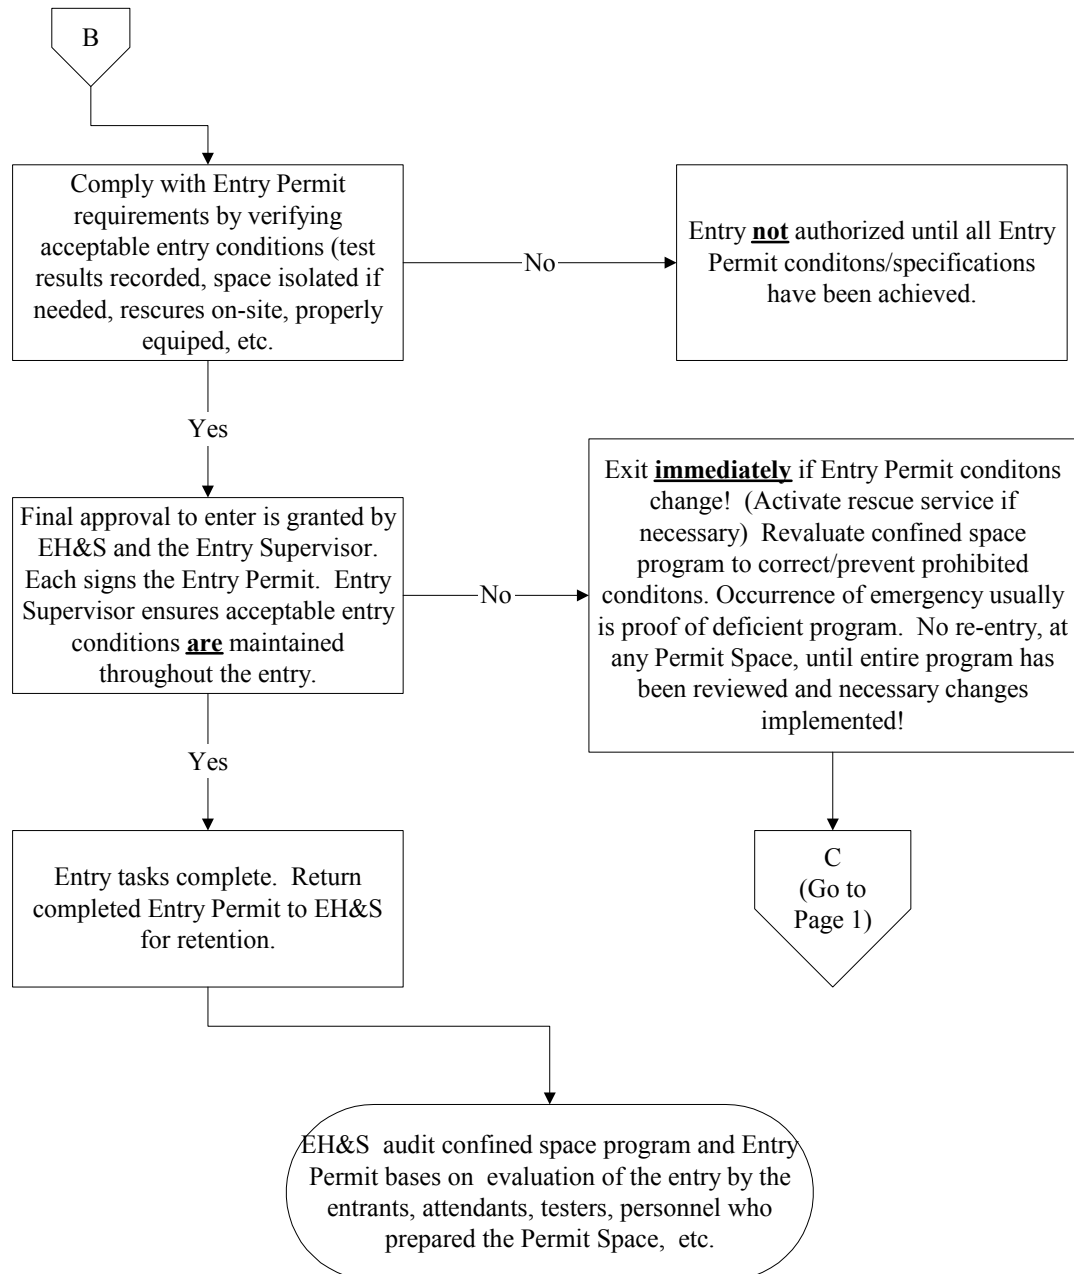 B
Comply with Entry Permit
requirements by verifying
acceptable entry conditions (test
results recorded, space isolated if
needed, rescures on-site, properly
equiped, etc.
No
Entry not authorized until all Entry
Permit conditons/specifications
have been achieved.
Yes
Final approval to enter is granted by
EH&S and the Entry Supervisor.
Each signs the Entry Permit.  Entry
Supervisor ensures acceptable entry
conditions are maintained
throughout the entry.
No
Exit immediately if Entry Permit conditons
change!  (Activate rescue service if
necessary)  Revaluate confined space
program to correct/prevent prohibited
conditons. Occurrence of emergency usually
is proof of deficient program.  No re-entry, at
any Permit Space, until entire program has
been reviewed and necessary changes
implemented!
Yes
Entry tasks complete.  Return
completed Entry Permit to EH&S
for retention.
C
(Go to
Page 1)
EH&S  audit confined space program and Entry
Permit bases on  evaluation of the entry by the
entrants, attendants, testers, personnel who
prepared the Permit Space,  etc.